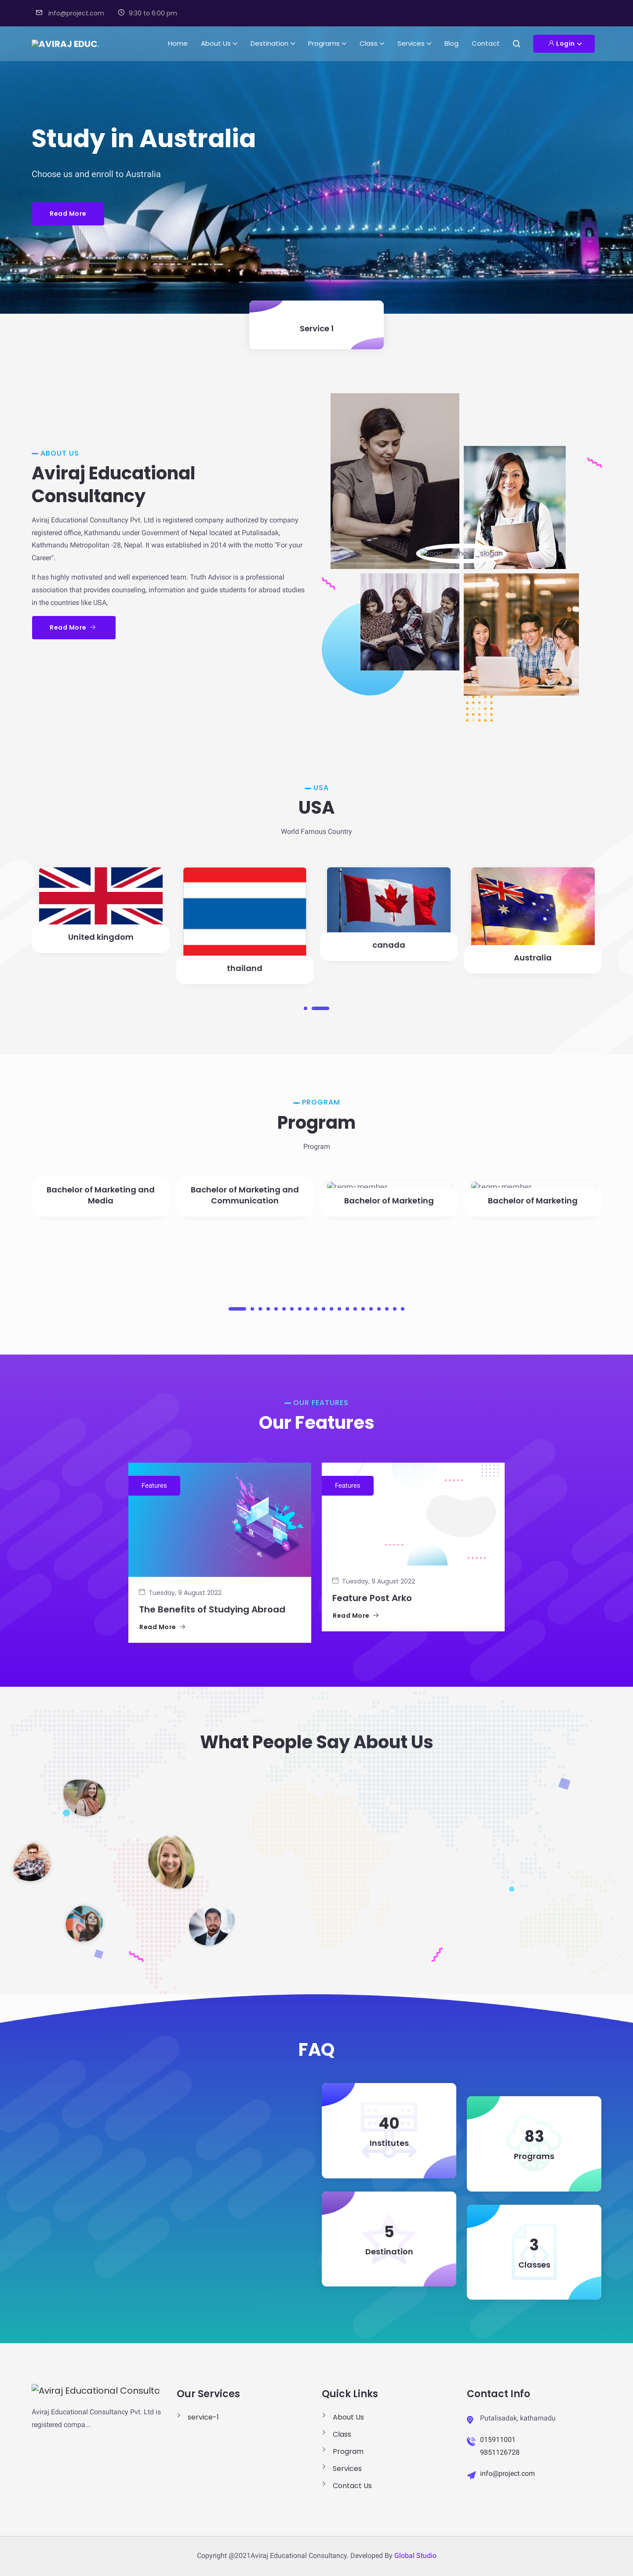 info@project.com
9:30 to 6:00 pm
AVIRAJ EDUC
Home
About Us
Destination
Programs
Class
Services
Blog
Contact
Login
Study in Australia
Choose us and enroll to Australia
Read More
Service 1
ABOUT US
Aviraj Educational
Consultancy
Aviraj Educational Consultancy Pvt. Ltd is registered company authorized by company
registered office, Kathmandu under Government of Nepal located at Putalisadak,
Kathmandu Metropolitan -28, Nepal. It was established in 2014 with the motto "For your
Career".
It has highly motivated and well experienced team. Truth Advisor is a professional
association that provides counseling, information and guide students for abroad studies
in the countries like USA,
Read More
USA
USA
World Famous Country
United kingdom
thailand
canada
Australia
PROGRAM
Program
Program
Bachelor of Marketing and
Media
Bachelor of Marketing and
Communication
team-member
Bachelor of Marketing
team-member
Bachelor of Marketing
OUR FEATURES
Our Features
Features
Tuesday, 9 August 2022
The Benefits of Studying Abroad
Read More
Features
Tuesday, 9 August 2022
Feature Post Arko
Read More
What People Say About Us
FAQ
40
Institutes
83
Programs
5
Destination
3
Classes
Aviraj Educational Consulta
Aviraj Educational Consultancy Pvt. Ltd is
registered compa...
Our Services
service-1
Quick Links
About Us
Class
Program
Services
Contact Us
Contact Info
Putalisadak, kathamadu
015911001
9851126728
info@project.com
Copyright @2021Aviraj Educational Consultancy. Developed By Global Studio